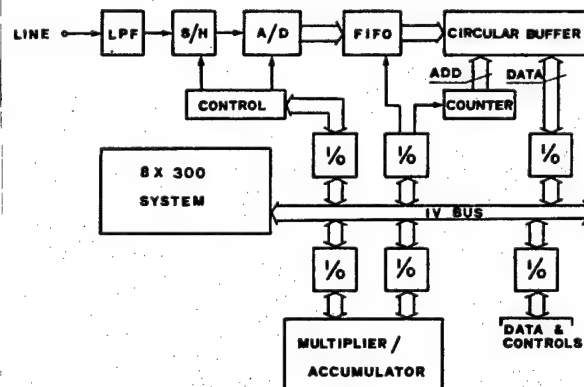 LINE
LPF
S/H
A/D
FIFO
CIRCULAR BUFFER
ADD
DATA
CONTROL
COUNTER
I/O
I/O
I/O
8 X 300
SYSTEM
IV BUS
I/O
I/O
I/O
MULTIPLIER /
ACCUMULATOR
DATA &
CONTROLS